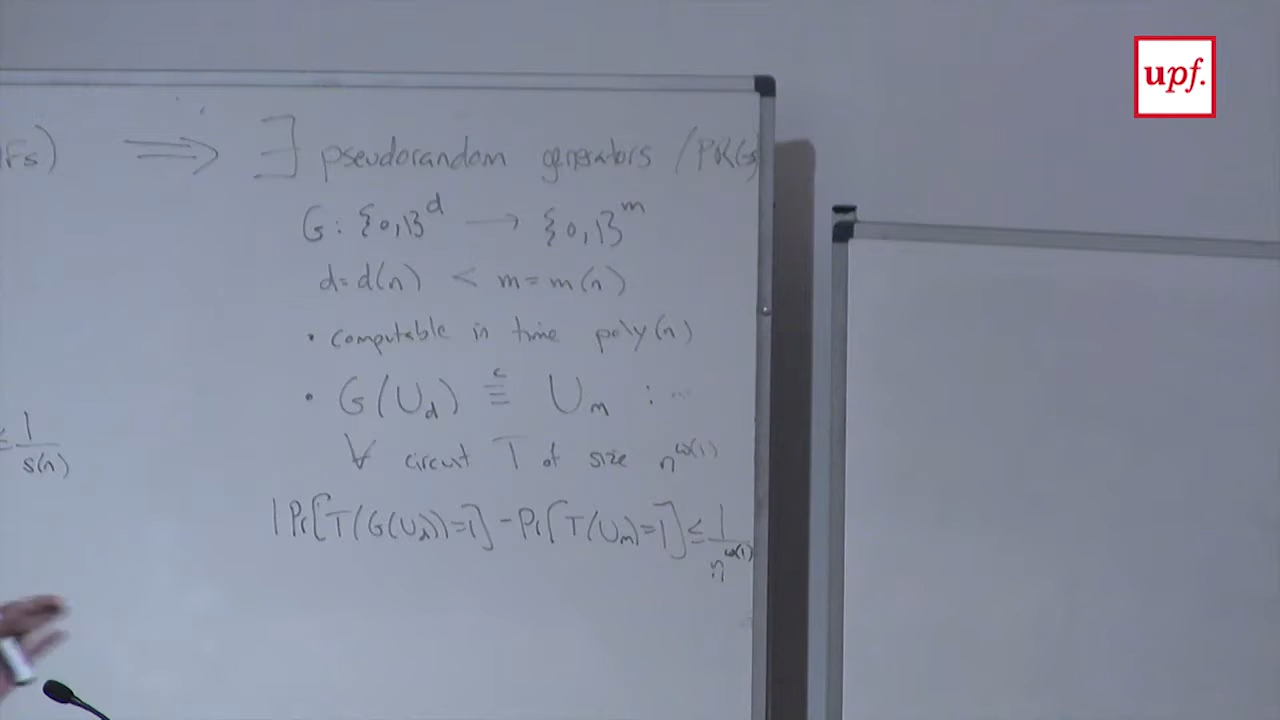 Fs) ⟹ ∃ pseudorandom generators (PRGs)
G: {0,1}^d → {0,1}^m
d=d(n) < m=m(n)
• computable in time poly(n)
• G(U_d) ≡^c U_m : ...
∀ circuit T of size n^ω(1)
≤ 1/s(n)
|Pr[T(G(U_d))=1] - Pr[T(U_m)=1] ≤ 1/n^ω(1)
upf.